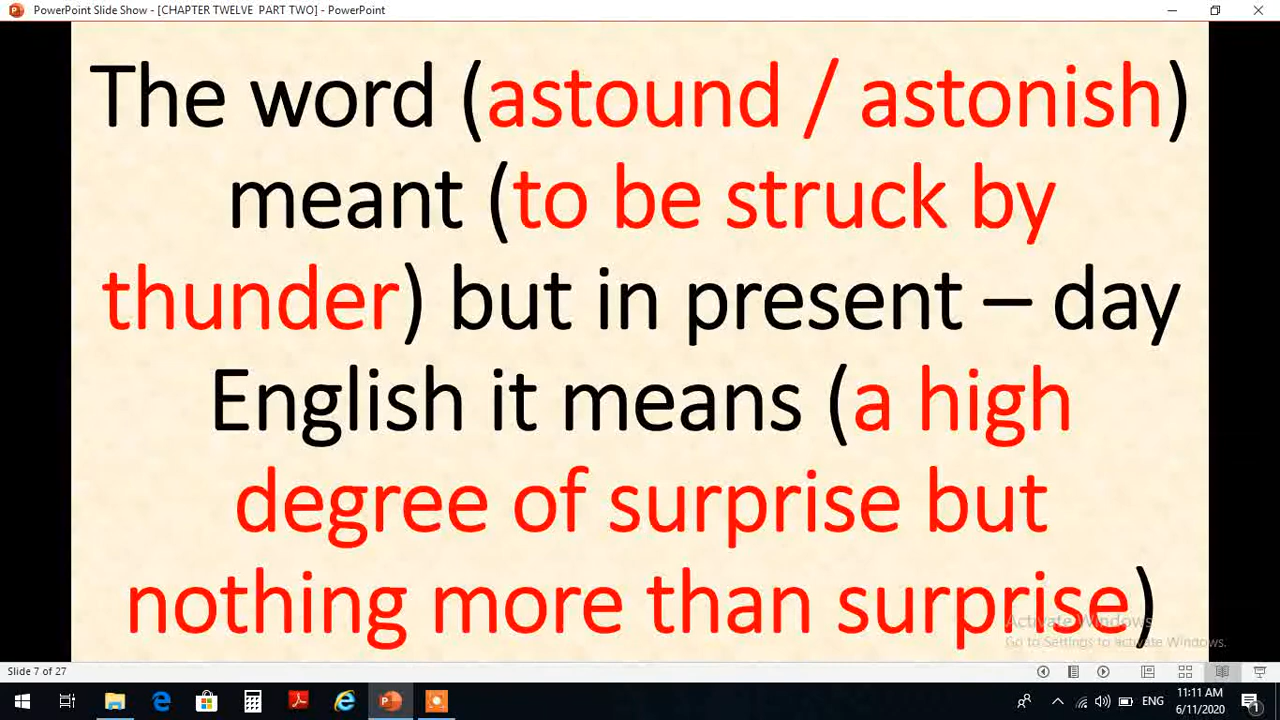 PowerPoint Slide Show - [CHAPTER TWELVE  PART TWO] - PowerPoint
The word (astound / astonish)
meant (to be struck by
thunder) but in present – day
English it means (a high
degree of surprise but
nothing more than surprise)
Activate Windows
Go to Settings to activate Windows.
Slide 7 of 27
ENG
11:11 AM
6/11/2020
1